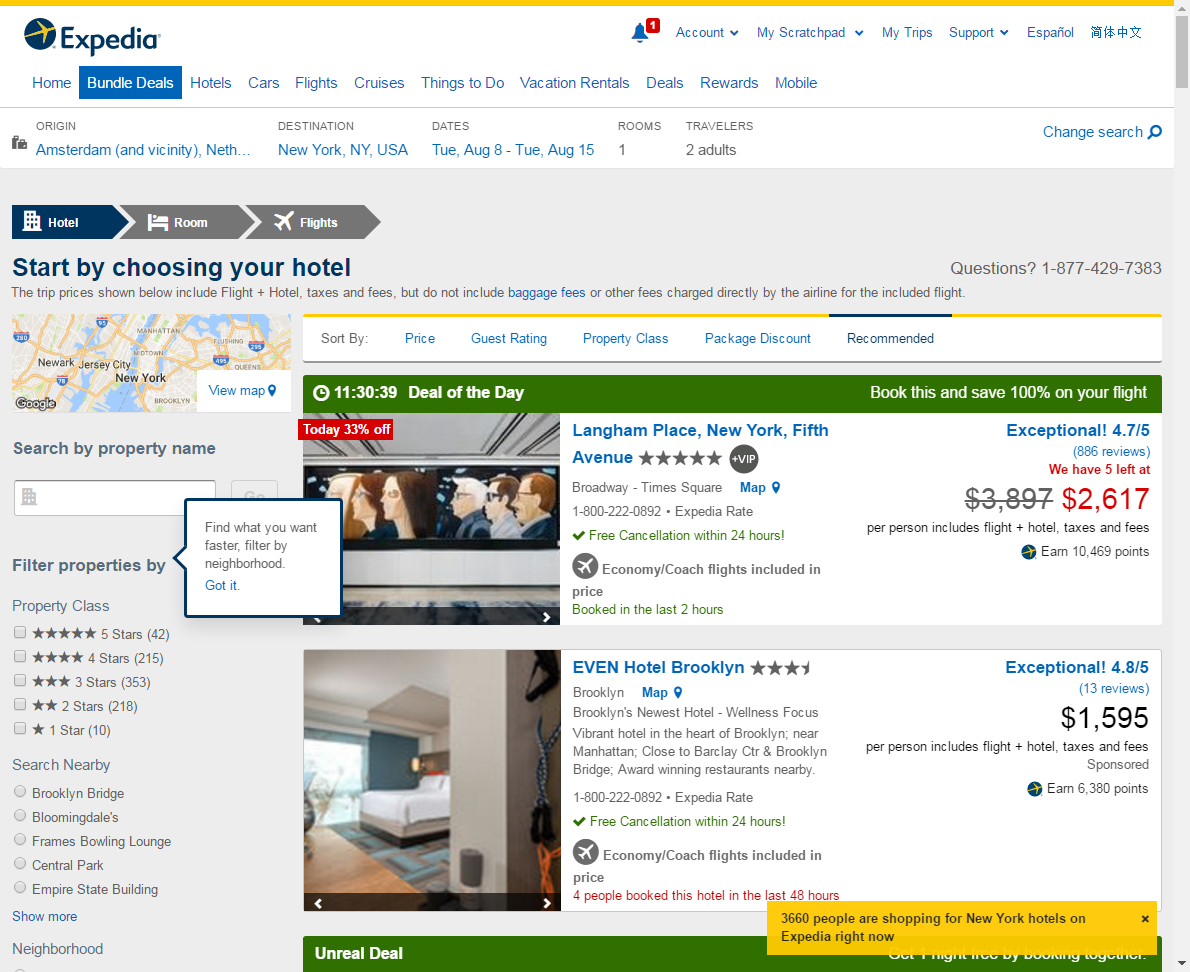 Expedia
1
Account
My Scratchpad
My Trips
Support
Español
简体中文
Home
Bundle Deals
Hotels
Cars
Flights
Cruises
Things to Do
Vacation Rentals
Deals
Rewards
Mobile
ORIGIN
Amsterdam (and vicinity), Neth...
DESTINATION
New York, NY, USA
DATES
Tue, Aug 8 - Tue, Aug 15
ROOMS
1
TRAVELERS
2 adults
Change search
Hotel
Room
Flights
Start by choosing your hotel
Questions? 1-877-429-7383
The trip prices shown below include Flight + Hotel, taxes and fees, but do not include baggage fees or other fees charged directly by the airline for the included flight.
MANHATTAN
95
280
FLUSHING
295
MIDTOWN
495
Newark
Jersey City
QUEENS
78
New York
BROOKLYN
Google
View map
Search by property name
Go
Find what you want
faster, filter by
neighborhood.
Got it.
Filter properties by
Property Class
5 Stars (42)
4 Stars (215)
3 Stars (353)
2 Stars (218)
1 Star (10)
Search Nearby
Brooklyn Bridge
Bloomingdale's
Frames Bowling Lounge
Central Park
Empire State Building
Show more
Neighborhood
Sort By:
Price
Guest Rating
Property Class
Package Discount
Recommended
11:30:39 Deal of the Day
Book this and save 100% on your flight
Today 33% off
Langham Place, New York, Fifth
Avenue
+VIP
Broadway - Times Square
Map
1-800-222-0892 • Expedia Rate
Free Cancellation within 24 hours!
Economy/Coach flights included in
price
Booked in the last 2 hours
Exceptional! 4.7/5
(886 reviews)
We have 5 left at
$3,897 $2,617
per person includes flight + hotel, taxes and fees
Earn 10,469 points
EVEN Hotel Brooklyn
Brooklyn
Map
Brooklyn's Newest Hotel - Wellness Focus
Vibrant hotel in the heart of Brooklyn; near
Manhattan; Close to Barclay Ctr & Brooklyn
Bridge; Award winning restaurants nearby.
1-800-222-0892 • Expedia Rate
Free Cancellation within 24 hours!
Economy/Coach flights included in
price
4 people booked this hotel in the last 48 hours
Exceptional! 4.8/5
(13 reviews)
$1,595
per person includes flight + hotel, taxes and fees
Sponsored
Earn 6,380 points
3660 people are shopping for New York hotels on
Expedia right now
Unreal Deal
Get 1 night free by booking together.